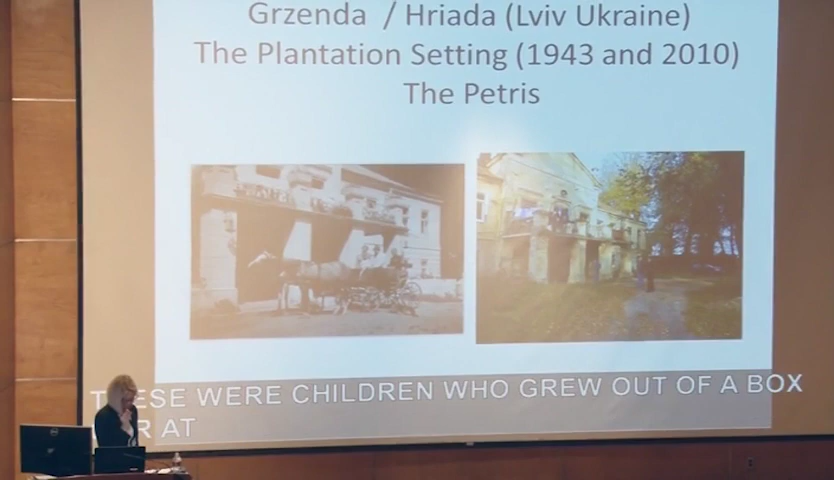 Grzenda / Hriada (Lviv Ukraine)
The Plantation Setting (1943 and 2010)
The Petris
WERE CHILDREN WHO GREW OUT OF A BOX
AT